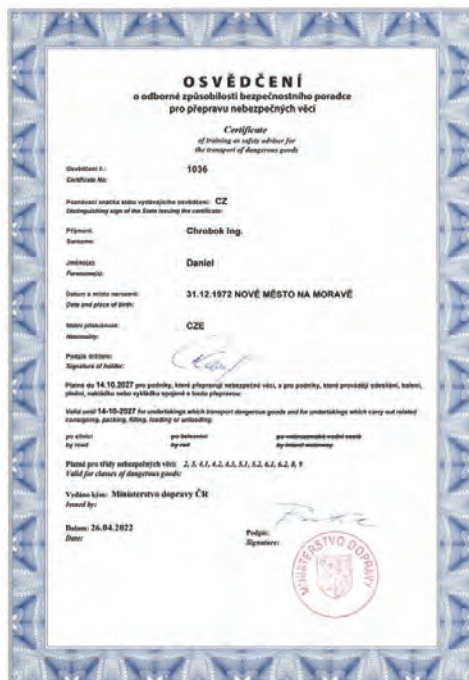 OSVĚDČENÍ
o odborné způsobilosti bezpečnostního poradce
pro přepravu nebezpečných věcí
Certificate
of training as safety adviser for
the transport of dangerous goods
Osvědčení č.: 1036
Certificate No:
Poznávací značka státu vydávajícího osvědčení: CZ
Distinguishing sign of the State issuing the certificate:
Příjmení: Chrobok Ing.
Surname:
Jméno(a): Daniel
Forename(s):
Datum a místo narození: 31.12.1972 NOVÉ MĚSTO NA MORAVĚ
Date and place of birth:
Státní příslušnost: CZE
Nationality:
Podpis držitele:
Signature of holder:
Platné do 14.10.2027 pro podniky, které přepravují nebezpečné věci, a pro podniky, které provádějí odesílání, balení,
plnění, nakládku nebo vykládku spojené s touto přepravou:
Valid until 14-10-2027 for undertakings which transport dangerous goods and for undertakings which carry out related
consigning, packing, filling, loading or unloading:
po silnici po železnici po vnitrozemské vodní cestě
by road by rail by inland waterway
Platné pro třídy nebezpečných věcí: 2, 3, 4.1, 4.2, 4.3, 5.1, 5.2, 6.1, 6.2, 8, 9
Valid for classes of dangerous goods:
Vydáno kým: Ministerstvo dopravy ČR
Issued by:
Datum: 26.04.2022 Podpis:
Date: Signature:
MINISTERSTVO DOPRAVY